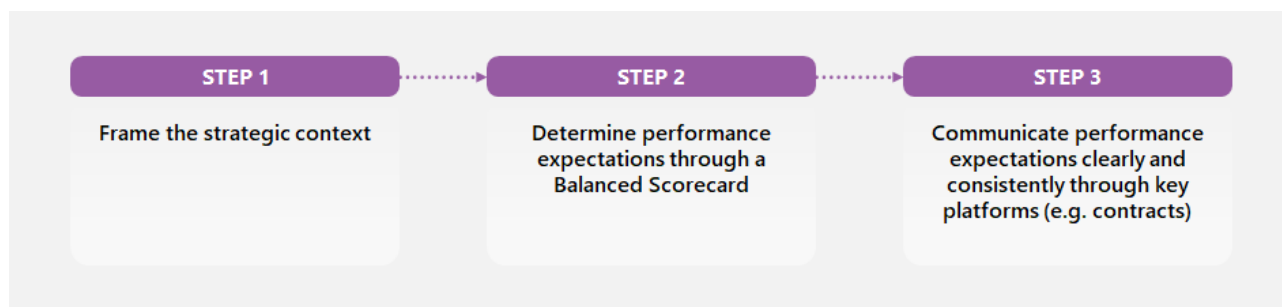 STEP 1
Frame the strategic context
STEP 2
Determine performance
expectations through a
Balanced Scorecard
STEP 3
Communicate performance
expectations clearly and
consistently through key
platforms (e.g. contracts)